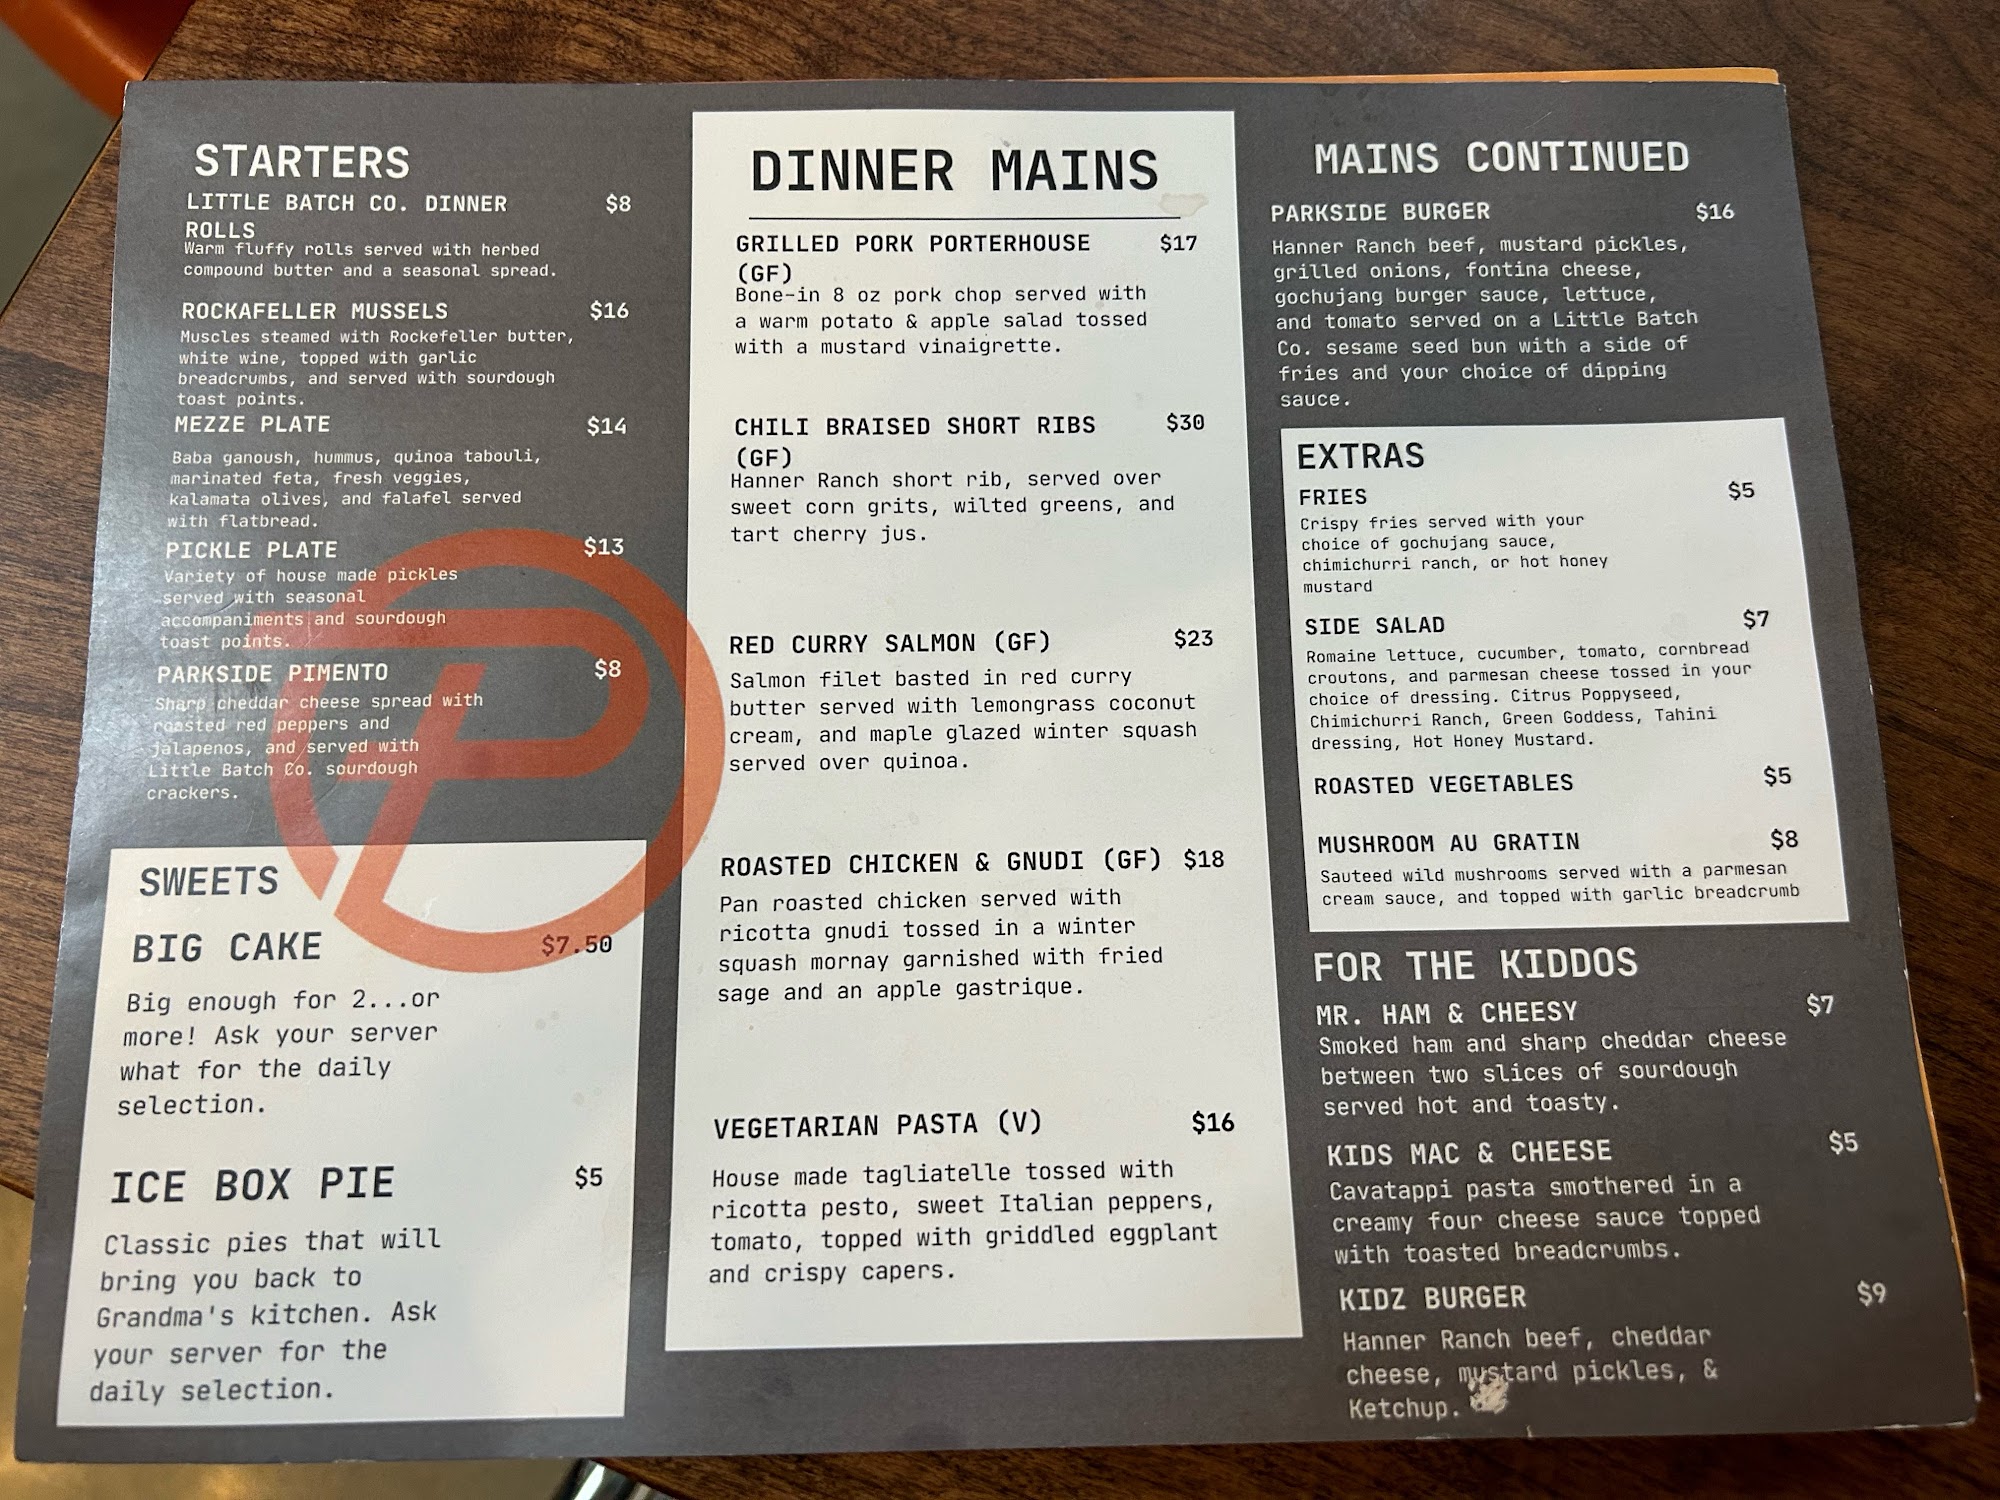 STARTERS
LITTLE BATCH CO. DINNER $8
ROLLS
Warm fluffy rolls served with herbed
compound butter and a seasonal spread.
ROCKAFELLER MUSSELS $16
Muscles steamed with Rockefeller butter,
white wine, topped with garlic
breadcrumbs, and served with sourdough
toast points.
MEZZE PLATE $14
Baba ganoush, hummus, quinoa tabouli,
marinated feta, fresh veggies,
kalamata olives, and falafel served
with flatbread.
PICKLE PLATE $13
Variety of house made pickles
served with seasonal
accompaniments and sourdough
toast points.
PARKSIDE PIMENTO $8
Sharp cheddar cheese spread with
roasted red peppers and
jalapenos, and served with
Little Batch Co. sourdough
crackers.
SWEETS
BIG CAKE $7.50
Big enough for 2...or
more! Ask your server
what for the daily
selection.
ICE BOX PIE $5
Classic pies that will
bring you back to
Grandma's kitchen. Ask
your server for the
daily selection.
DINNER MAINS
GRILLED PORK PORTERHOUSE $17
(GF)
Bone-in 8 oz pork chop served with
a warm potato & apple salad tossed
with a mustard vinaigrette.
CHILI BRAISED SHORT RIBS $30
(GF)
Hanner Ranch short rib, served over
sweet corn grits, wilted greens, and
tart cherry jus.
RED CURRY SALMON (GF) $23
Salmon filet basted in red curry
butter served with lemongrass coconut
cream, and maple glazed winter squash
served over quinoa.
ROASTED CHICKEN & GNUDI (GF) $18
Pan roasted chicken served with
ricotta gnudi tossed in a winter
squash mornay garnished with fried
sage and an apple gastrique.
VEGETARIAN PASTA (V) $16
House made tagliatelle tossed with
ricotta pesto, sweet Italian peppers,
tomato, topped with griddled eggplant
and crispy capers.
MAINS CONTINUED
PARKSIDE BURGER $16
Hanner Ranch beef, mustard pickles,
grilled onions, fontina cheese,
gochujang burger sauce, lettuce,
and tomato served on a Little Batch
Co. sesame seed bun with a side of
fries and your choice of dipping
sauce.
EXTRAS
FRIES $5
Crispy fries served with your
choice of gochujang sauce,
chimichurri ranch, or hot honey
mustard
SIDE SALAD $7
Romaine lettuce, cucumber, tomato, cornbread
croutons, and parmesan cheese tossed in your
choice of dressing. Citrus Poppyseed,
Chimichurri Ranch, Green Goddess, Tahini
dressing, Hot Honey Mustard.
ROASTED VEGETABLES $5
MUSHROOM AU GRATIN $8
Sauteed wild mushrooms served with a parmesan
cream sauce, and topped with garlic breadcrumb
FOR THE KIDDOS
MR. HAM & CHEESY $7
Smoked ham and sharp cheddar cheese
between two slices of sourdough
served hot and toasty.
KIDS MAC & CHEESE $5
Cavatappi pasta smothered in a
creamy four cheese sauce topped
with toasted breadcrumbs.
KIDZ BURGER $9
Hanner Ranch beef, cheddar
cheese, mustard pickles, &
Ketchup.